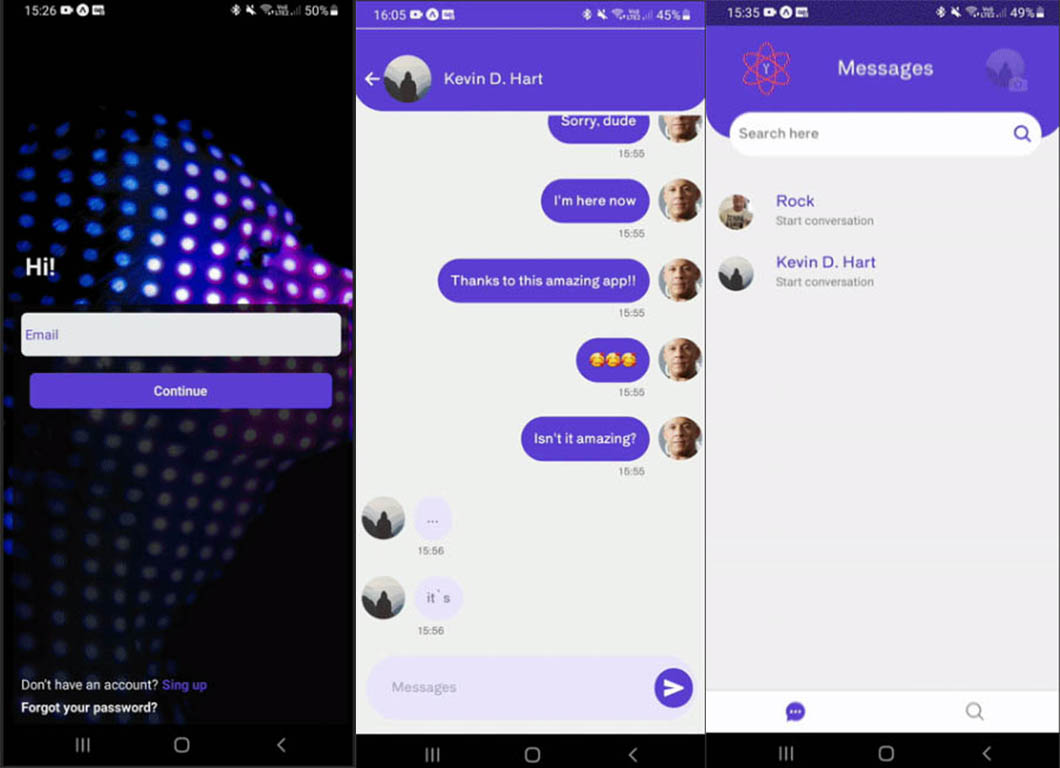 15:26
50%
Hi!
Email
Continue
Don't have an account? Sing up
Forgot your password?
16:05
45%
Kevin D. Hart
Sorry, dude
15:55
I'm here now
15:55
Thanks to this amazing app!!
15:55
🥰🥰🥰
15:55
Isn't it amazing?
15:55
...
15:56
it`s
15:56
Messages
15:35
49%
Y
Messages
Search here
Rock
Start conversation
Kevin D. Hart
Start conversation